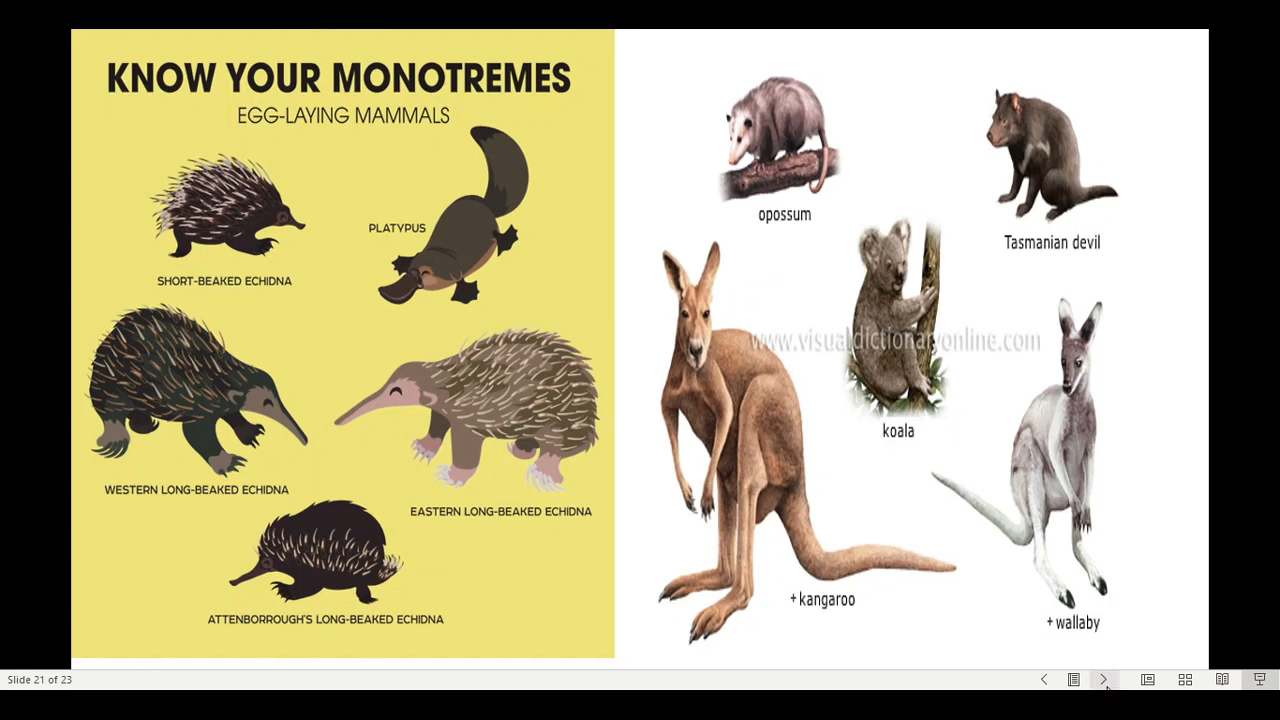 KNOW YOUR MONOTREMES
EGG-LAYING MAMMALS
SHORT-BEAKED ECHIDNA
PLATYPUS
WESTERN LONG-BEAKED ECHIDNA
EASTERN LONG-BEAKED ECHIDNA
ATTENBORROUGH'S LONG-BEAKED ECHIDNA
opossum
Tasmanian devil
www.visualdictionaryonline.com
koala
+ kangaroo
+ wallaby
Slide 21 of 23